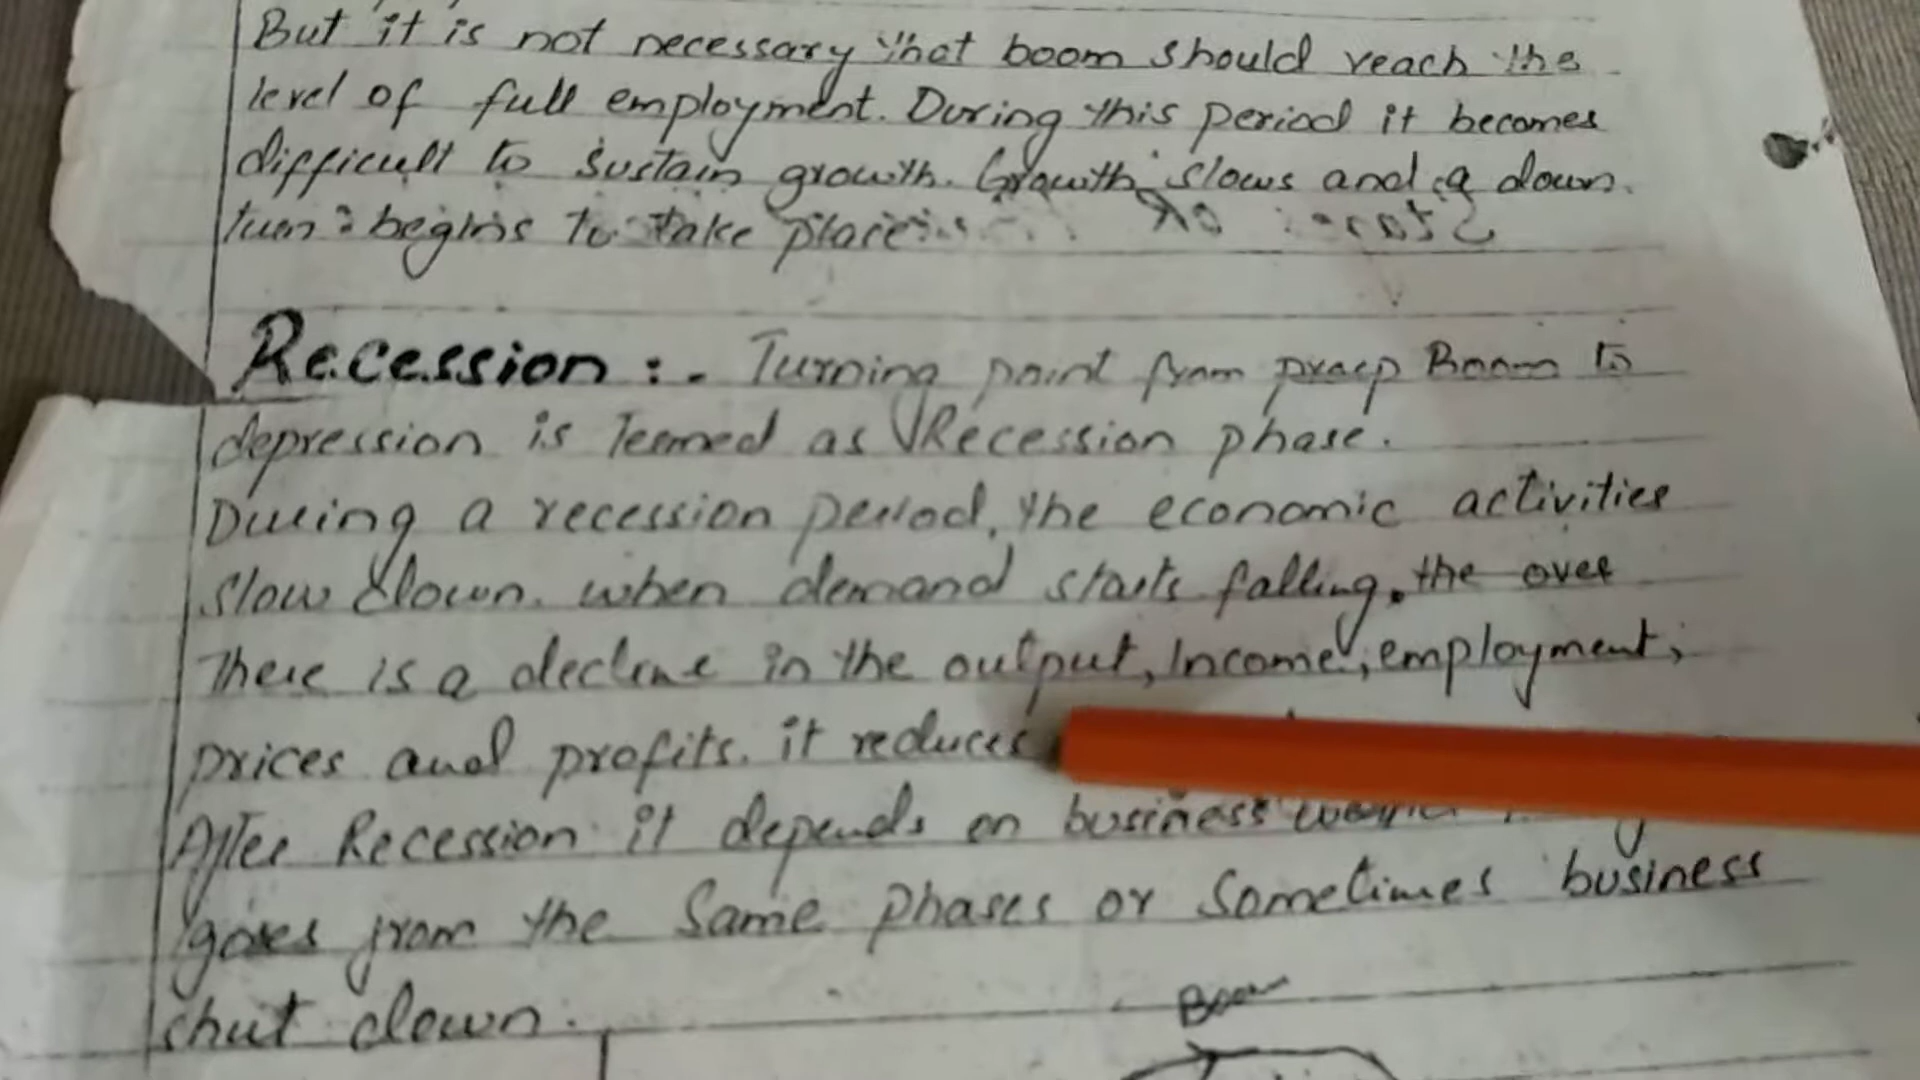 But it is not necessary that boom should reach the
level of full employment. During this period it becomes
difficult to sustain growth. Growth slows and a down
turn begins to take place
Recession :- Turning point from Boom to
depression is Termed as Recession phase.
During a recession period, the economic activities
slow down. when demand starts falling. the over
There is a decline in the output, Income, employment,
prices and profits. it reduces
After Recession it depends on business
goes from the Same Phases or Sometimes business
shut down.
Boom